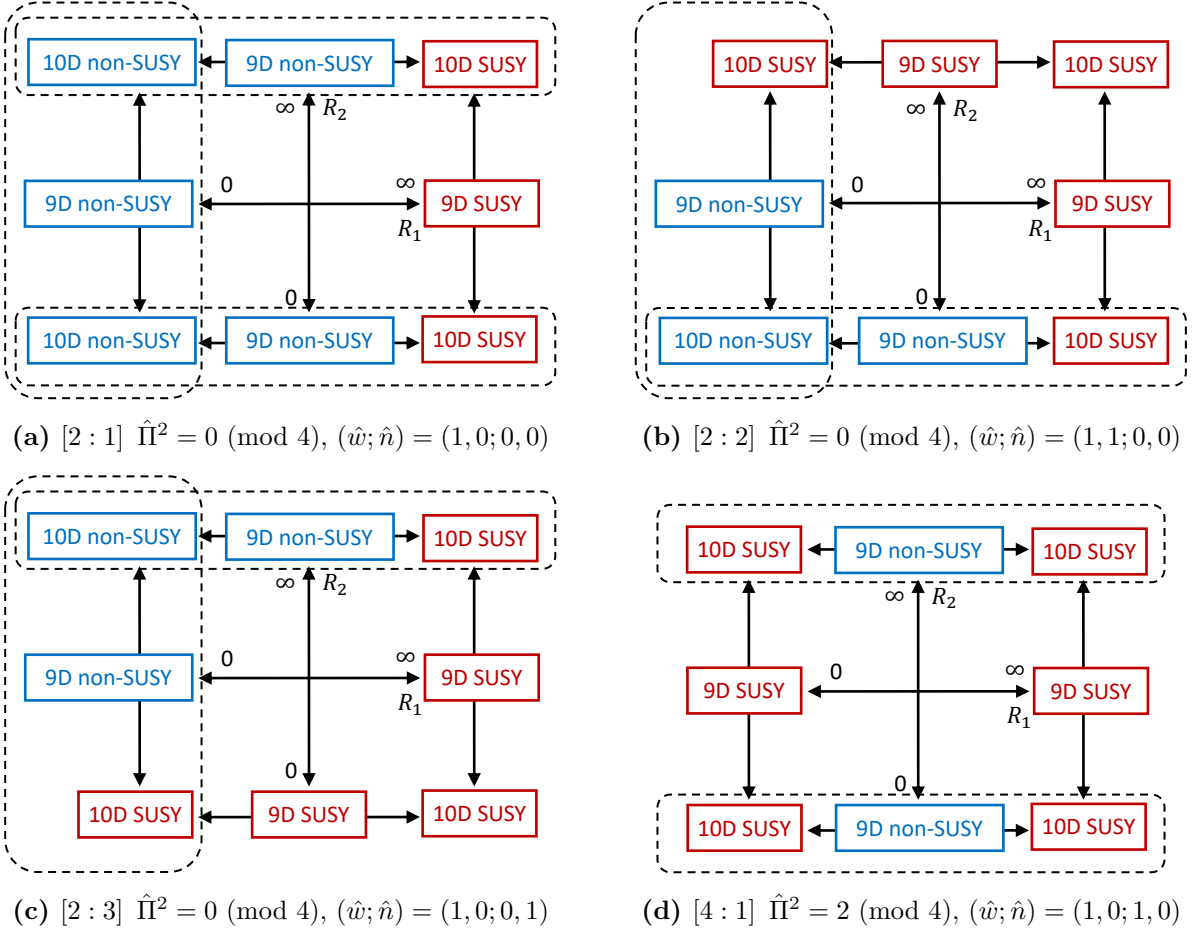 10D non-SUSY 9D non-SUSY 10D SUSY
∞ R₂
9D non-SUSY 0 ∞ 9D SUSY
R₁
0
10D non-SUSY 9D non-SUSY 10D SUSY
(a) [2 : 1] Π̂² = 0 (mod 4), (ŵ; n̂) = (1, 0; 0, 0)
10D SUSY 9D SUSY 10D SUSY
∞ R₂
9D non-SUSY 0 ∞ 9D SUSY
R₁
0
10D non-SUSY 9D non-SUSY 10D SUSY
(b) [2 : 2] Π̂² = 0 (mod 4), (ŵ; n̂) = (1, 1; 0, 0)
10D non-SUSY 9D non-SUSY 10D SUSY
∞ R₂
9D non-SUSY 0 ∞ 9D SUSY
R₁
0
10D SUSY 9D SUSY 10D SUSY
(c) [2 : 3] Π̂² = 0 (mod 4), (ŵ; n̂) = (1, 0; 0, 1)
10D SUSY 9D non-SUSY 10D SUSY
∞ R₂
9D SUSY 0 ∞ 9D SUSY
R₁
0
10D SUSY 9D non-SUSY 10D SUSY
(d) [4 : 1] Π̂² = 2 (mod 4), (ŵ; n̂) = (1, 0; 1, 0)